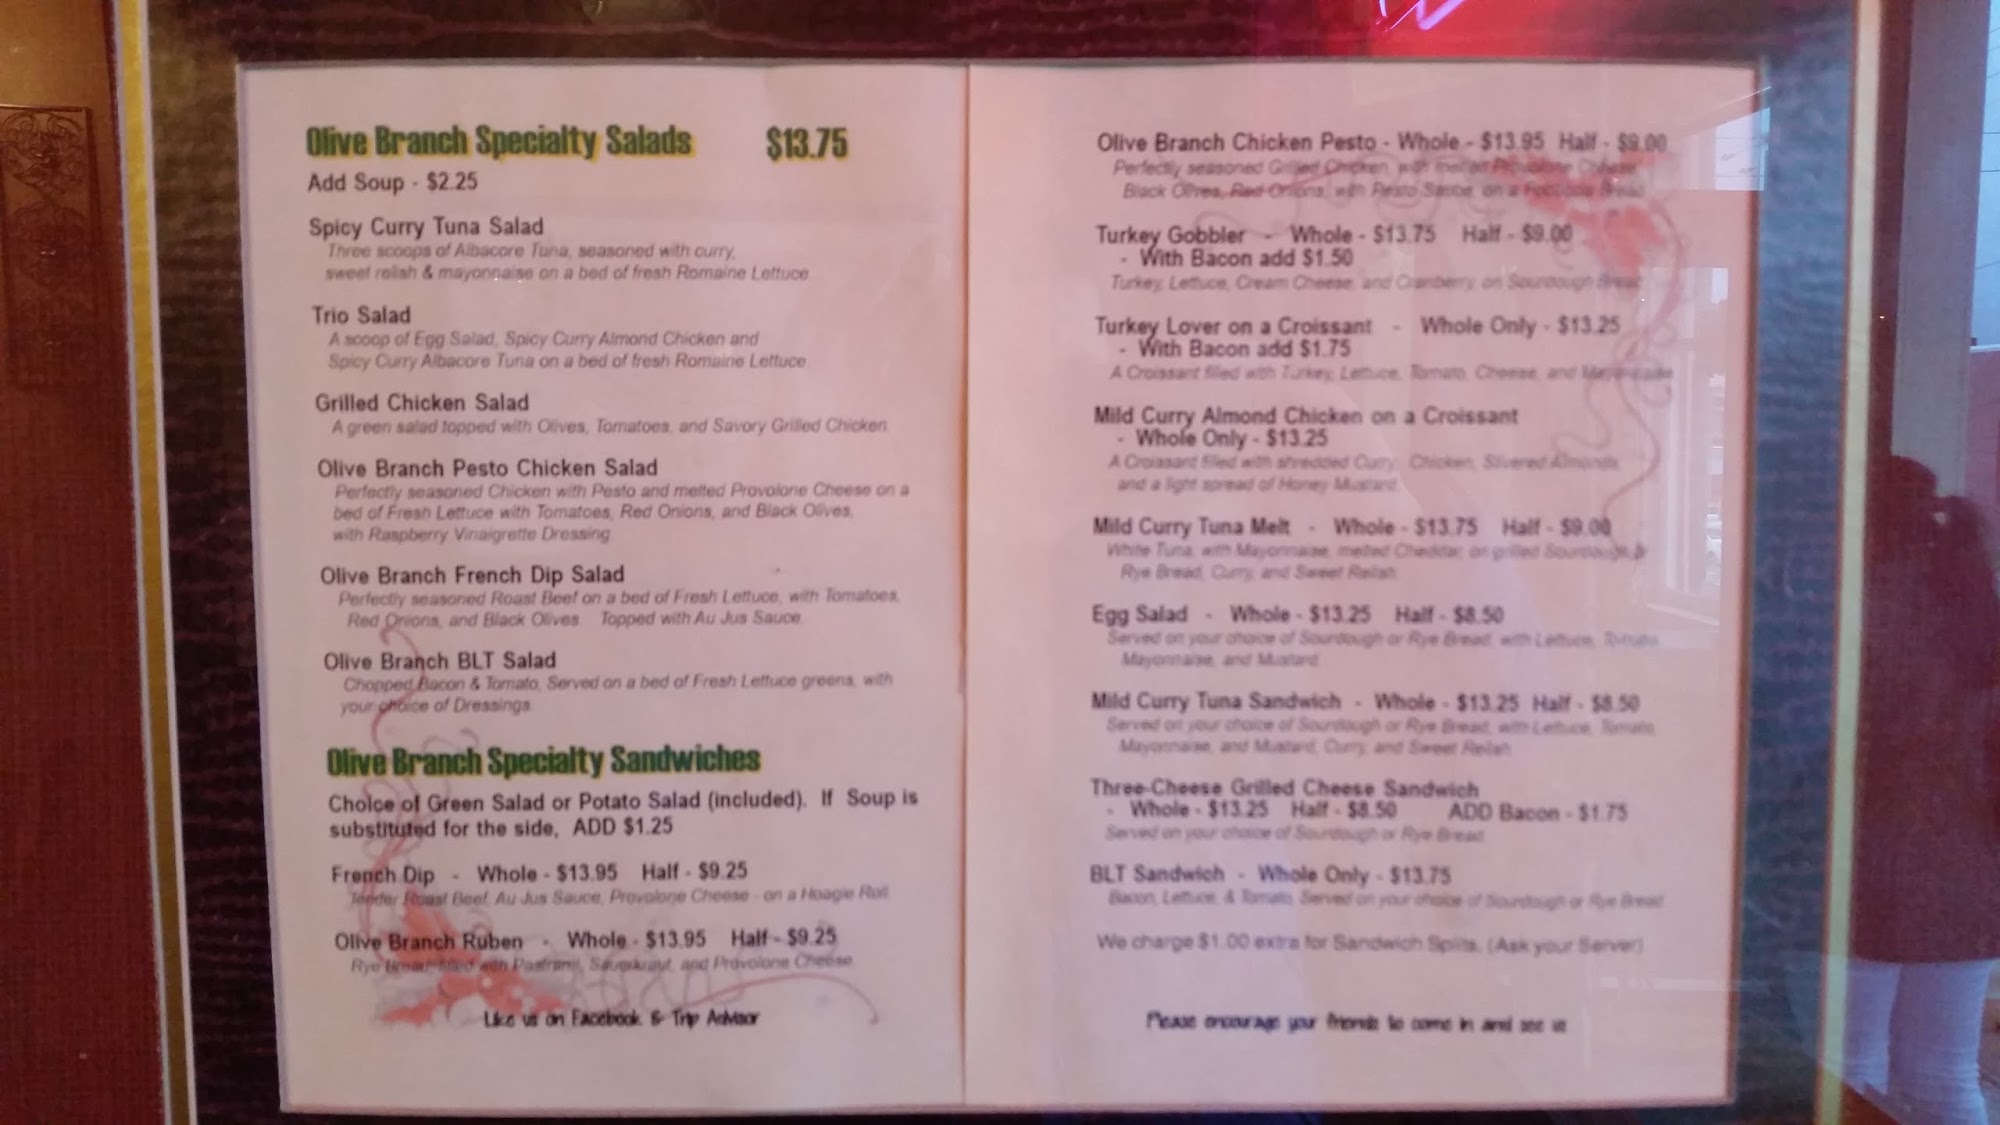 Olive Branch Specialty Salads $13.75
Add Soup - $2.25
Spicy Curry Tuna Salad
Three scoops of Albacore Tuna, seasoned with curry,
sweet relish & mayonnaise on a bed of fresh Romaine Lettuce
Trio Salad
A scoop of Egg Salad, Spicy Curry Almond Chicken and
Spicy Curry Albacore Tuna on a bed of fresh Romaine Lettuce
Grilled Chicken Salad
A green salad topped with Olives, Tomatoes, and Savory Grilled Chicken
Olive Branch Pesto Chicken Salad
Perfectly seasoned Chicken with Pesto and melted Provolone Cheese on a
bed of Fresh Lettuce with Tomatoes, Red Onions, and Black Olives,
with Raspberry Vinaigrette Dressing
Olive Branch French Dip Salad
Perfectly seasoned Roast Beef on a bed of Fresh Lettuce, with Tomatoes,
Red Onions, and Black Olives Topped with Au Jus Sauce
Olive Branch BLT Salad
Chopped Bacon & Tomato, Served on a bed of Fresh Lettuce greens, with
your choice of Dressings
Olive Branch Specialty Sandwiches
Choice of Green Salad or Potato Salad (included). If Soup is
substituted for the side, ADD $1.25
French Dip - Whole - $13.95 Half - $9.25
Tender Roast Beef, Au Jus Sauce, Provolone Cheese - on a Hoagie Roll
Olive Branch Ruben - Whole - $13.95 Half - $9.25
Rye Bread filled with Pastrami, Sauerkraut, and Provolone Cheese
Like us on Facebook & Trip Advisor
Olive Branch Chicken Pesto - Whole - $13.95 Half - $9.00
Perfectly seasoned Grilled Chicken, with melted Provolone Cheese,
Black Olives, Red Onions, with Pesto Sauce, on a Focaccia Bread
Turkey Gobbler - Whole - $13.75 Half - $9.00
- With Bacon add $1.50
Turkey, Lettuce, Cream Cheese, and Cranberry, on Sourdough Bread
Turkey Lover on a Croissant - Whole Only - $13.25
- With Bacon add $1.75
A Croissant filled with Turkey, Lettuce, Tomato, Cheese, and Mayonnaise
Mild Curry Almond Chicken on a Croissant
- Whole Only - $13.25
A Croissant filled with shredded Curry Chicken, Slivered Almonds,
and a light spread of Honey Mustard
Mild Curry Tuna Melt - Whole - $13.75 Half - $9.00
White Tuna, with Mayonnaise, melted Cheddar, on grilled Sourdough
Rye Bread, Curry, and Sweet Relish
Egg Salad - Whole - $13.25 Half - $8.50
Served on your choice of Sourdough or Rye Bread, with Lettuce, Tomato
Mayonnaise, and Mustard
Mild Curry Tuna Sandwich - Whole - $13.25 Half - $8.50
Served on your choice of Sourdough or Rye Bread, with Lettuce, Tomato,
Mayonnaise, and Mustard, Curry, and Sweet Relish
Three-Cheese Grilled Cheese Sandwich
- Whole - $13.25 Half - $8.50 ADD Bacon - $1.75
Served on your choice of Sourdough or Rye Bread
BLT Sandwich - Whole Only - $13.75
Bacon, Lettuce, & Tomato, Served on your choice of Sourdough or Rye Bread
We charge $1.00 extra for Sandwich Splits, (Ask your Server)
Please encourage your friends to come in and see us